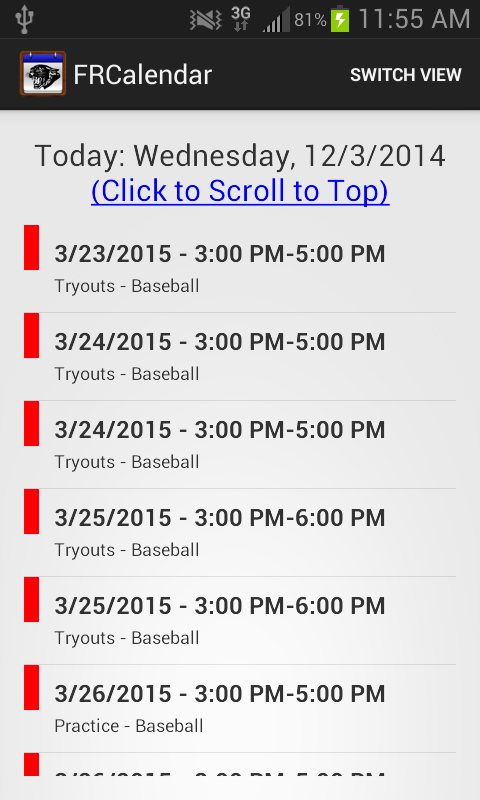 3G 81% 11:55 AM
FRCalendar SWITCH VIEW
Today: Wednesday, 12/3/2014
(Click to Scroll to Top)
3/23/2015 - 3:00 PM-5:00 PM
Tryouts - Baseball
3/24/2015 - 3:00 PM-5:00 PM
Tryouts - Baseball
3/24/2015 - 3:00 PM-5:00 PM
Tryouts - Baseball
3/25/2015 - 3:00 PM-6:00 PM
Tryouts - Baseball
3/25/2015 - 3:00 PM-6:00 PM
Tryouts - Baseball
3/26/2015 - 3:00 PM-5:00 PM
Practice - Baseball